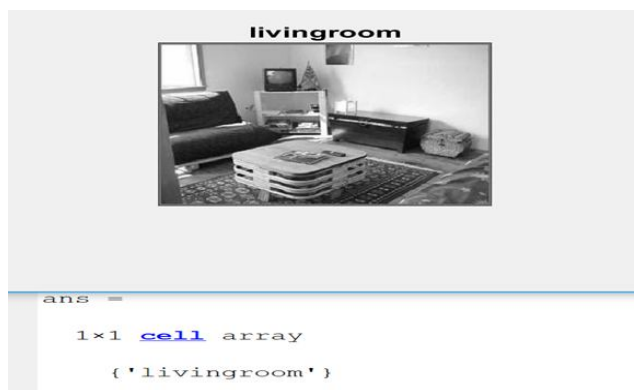 livingroom
ans =
1×1 cell array
{'livingroom'}